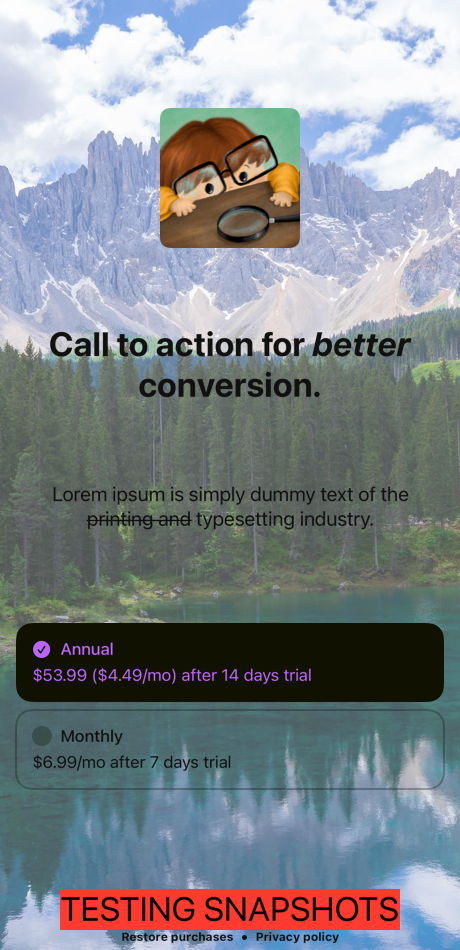 Call to action for better
conversion.
Lorem ipsum is simply dummy text of the
printing and typesetting industry.
Annual
$53.99 ($4.49/mo) after 14 days trial
Monthly
$6.99/mo after 7 days trial
TESTING SNAPSHOTS
Restore purchases • Privacy policy